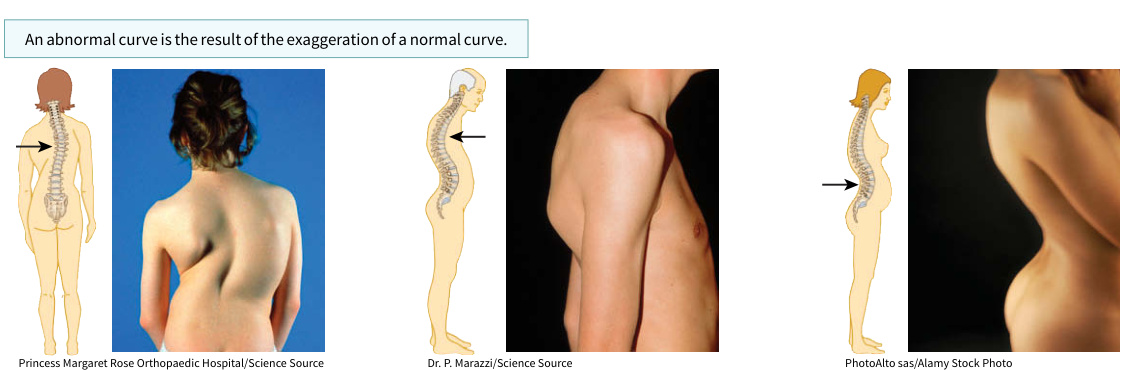 An abnormal curve is the result of the exaggeration of a normal curve.
Princess Margaret Rose Orthopaedic Hospital/Science Source
Dr. P. Marazzi/Science Source
PhotoAlto sas/Alamy Stock Photo